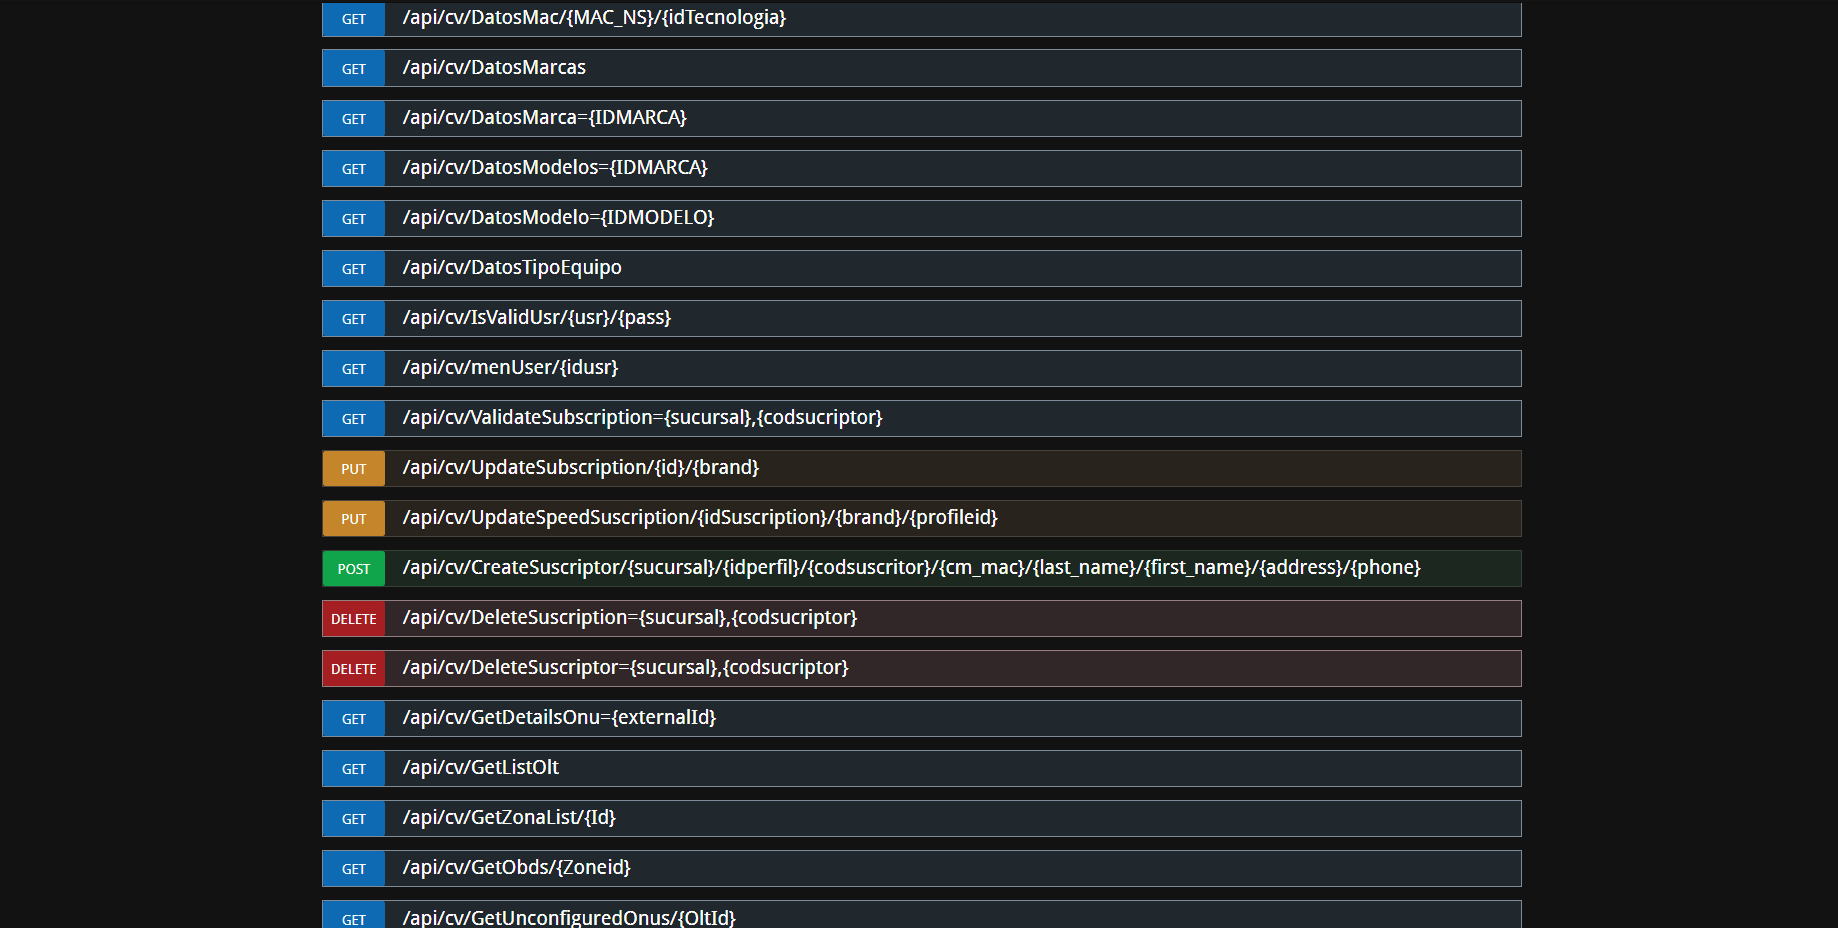 GET /api/cv/DatosMac/{MAC_NS}/{idTecnologia}
GET /api/cv/DatosMarcas
GET /api/cv/DatosMarca={IDMARCA}
GET /api/cv/DatosModelos={IDMARCA}
GET /api/cv/DatosModelo={IDMODELO}
GET /api/cv/DatosTipoEquipo
GET /api/cv/IsValidUsr/{usr}/{pass}
GET /api/cv/menUser/{idusr}
GET /api/cv/ValidateSubscription={sucursal},{codsucriptor}
PUT /api/cv/UpdateSubscription/{id}/{brand}
PUT /api/cv/UpdateSpeedSuscription/{idSuscription}/{brand}/{profileid}
POST /api/cv/CreateSuscriptor/{sucursal}/{idperfil}/{codsuscritor}/{cm_mac}/{last_name}/{first_name}/{address}/{phone}
DELETE /api/cv/DeleteSuscription={sucursal},{codsucriptor}
DELETE /api/cv/DeleteSuscriptor={sucursal},{codsucriptor}
GET /api/cv/GetDetailsOnu={externalId}
GET /api/cv/GetListOlt
GET /api/cv/GetZonaList/{Id}
GET /api/cv/GetObds/{Zoneid}
GET /api/cv/GetUnconfiguredOnus/{OltId}